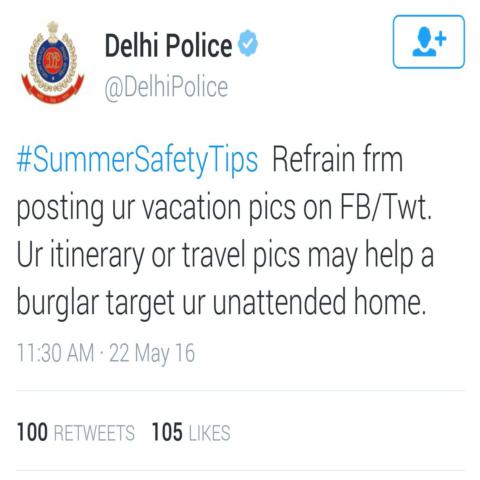 Delhi Police
@DelhiPolice
#SummerSafetyTips Refrain frm
posting ur vacation pics on FB/Twt.
Ur itinerary or travel pics may help a
burglar target ur unattended home.
11:30 AM · 22 May 16
100 RETWEETS 105 LIKES